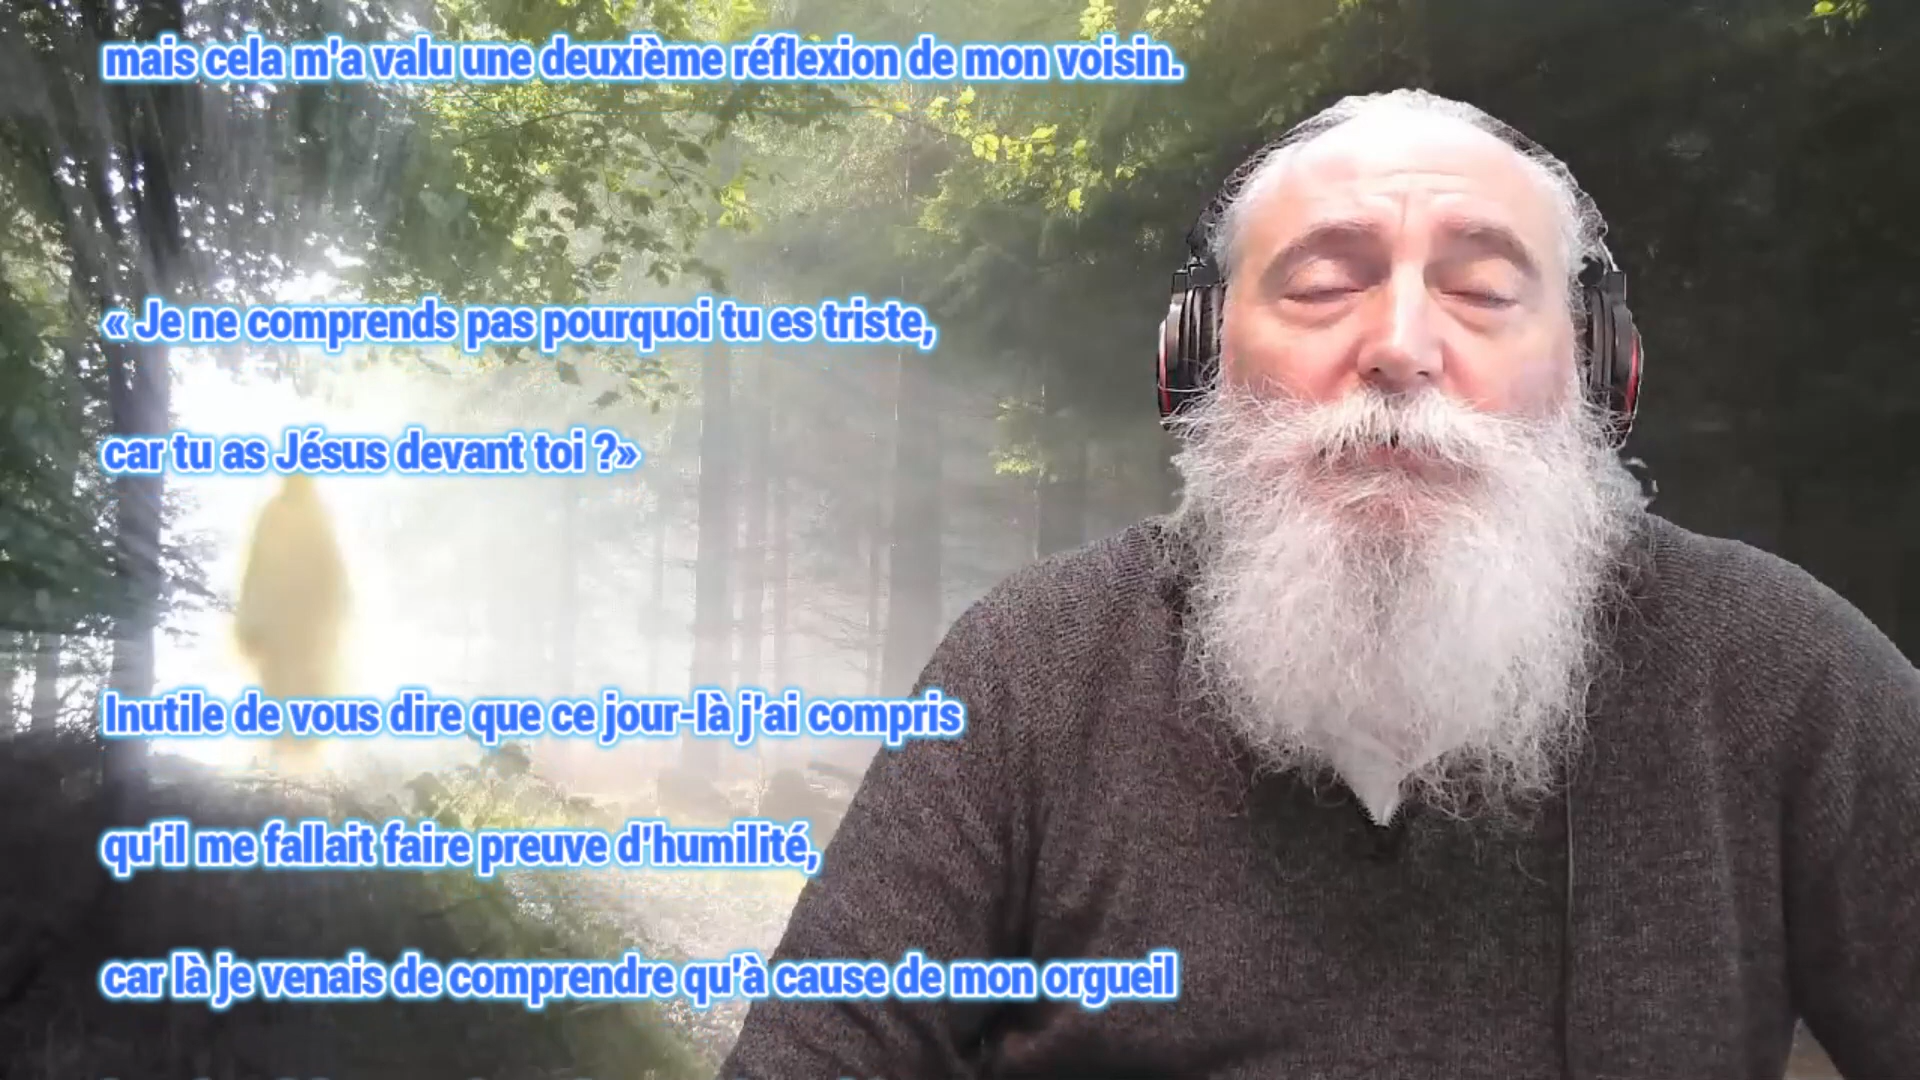 mais cela m'a valu une deuxième réflexion de mon voisin.
« Je ne comprends pas pourquoi tu es triste,
car tu as Jésus devant toi ?»
Inutile de vous dire que ce jour-là j'ai compris
qu'il me fallait faire preuve d'humilité,
car là je venais de comprendre qu'à cause de mon orgueil